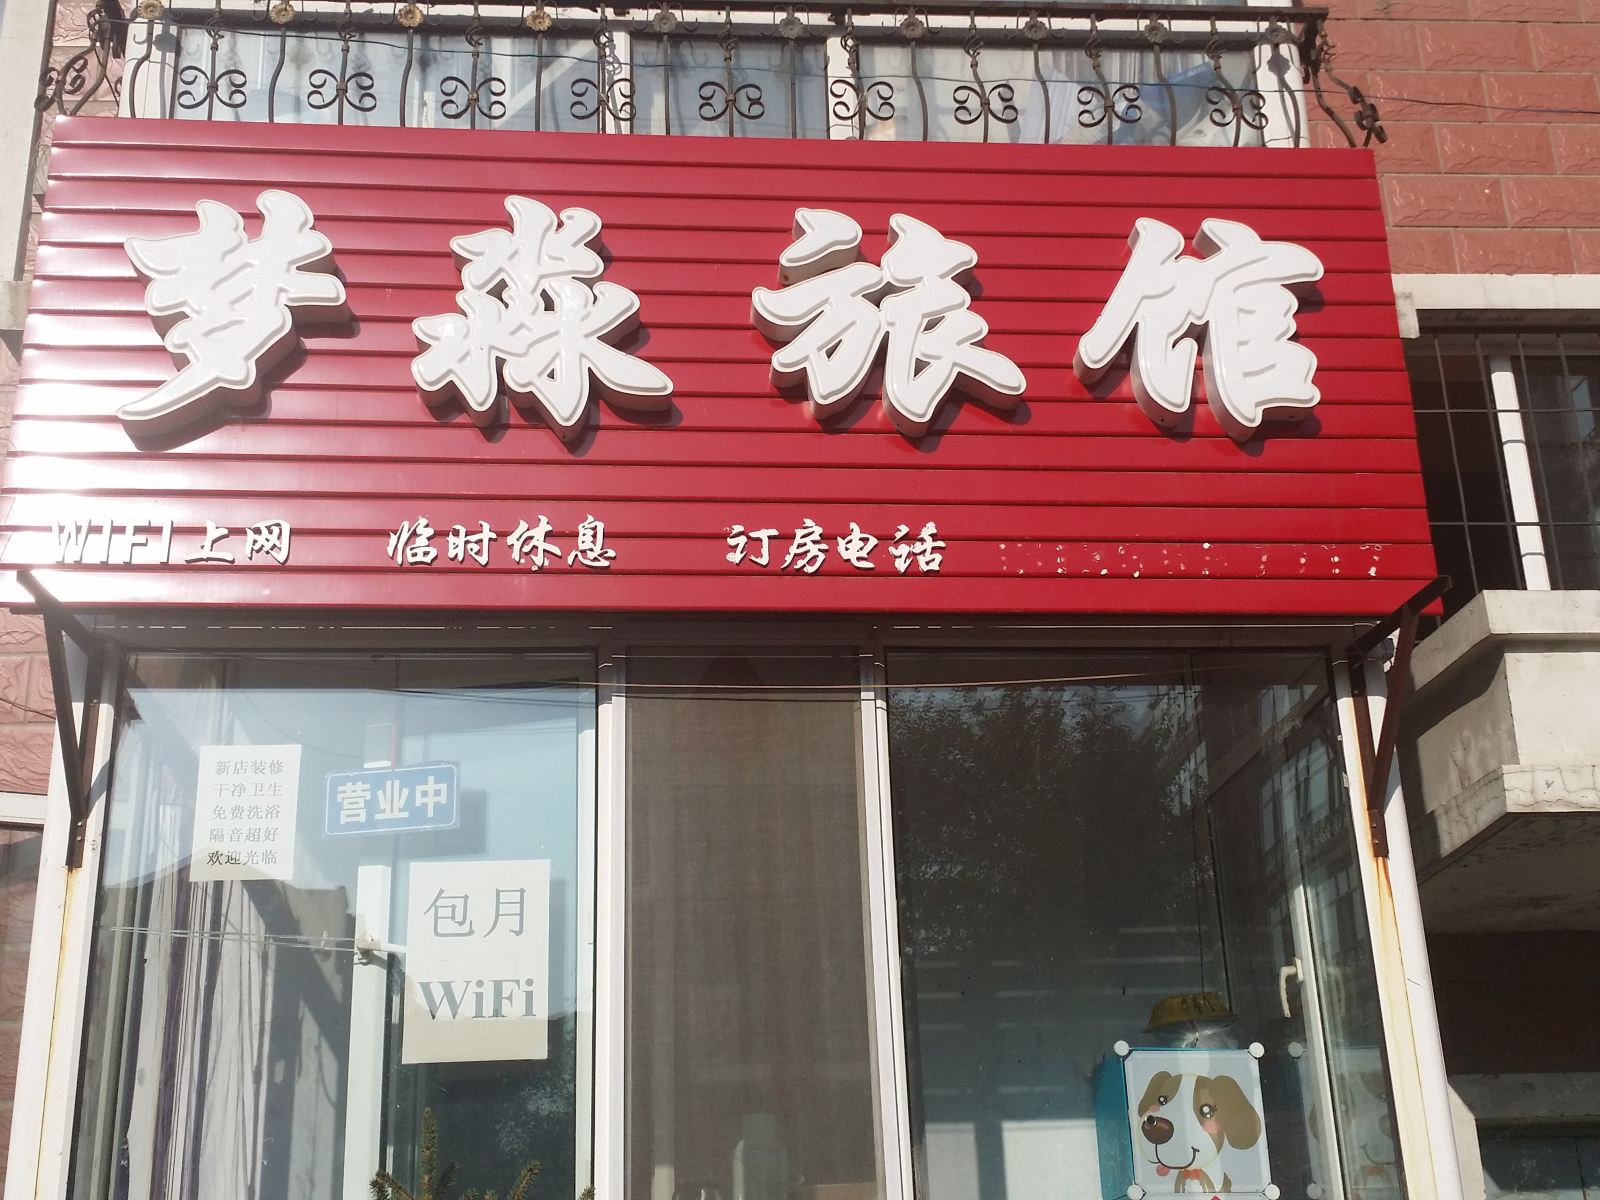 梦淼旅馆
WIFI上网 临时休息 订房电话
新店装修
干净卫生
免费洗浴
隔音超好
欢迎光临
营业中
包月
WiFi